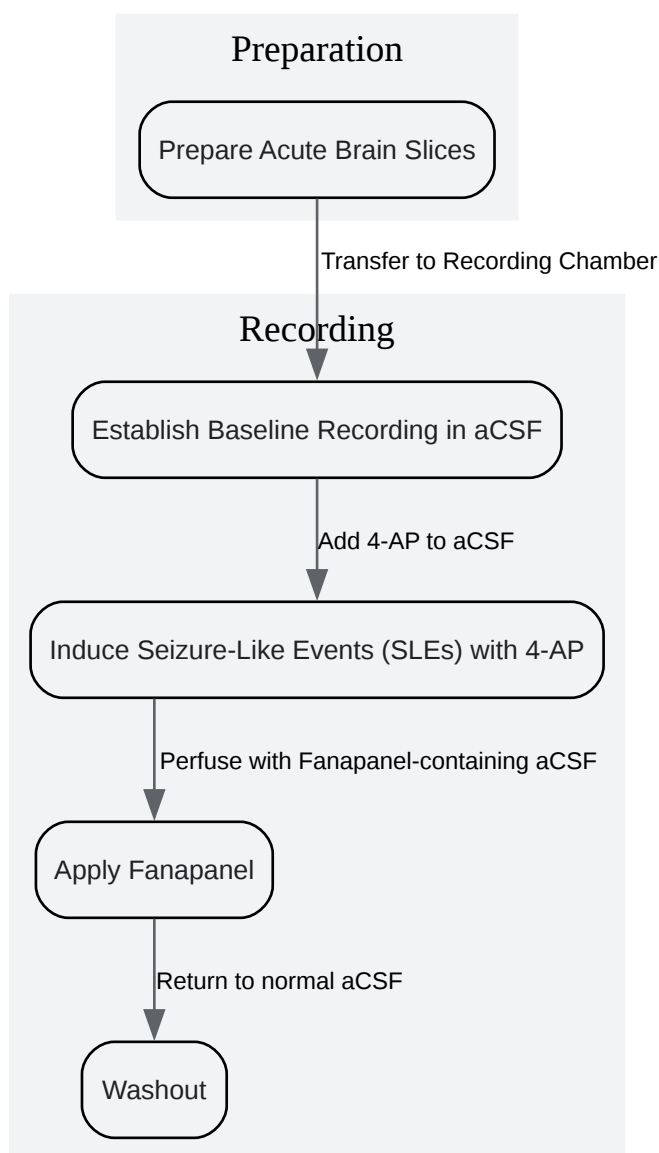 Preparation
Prepare Acute Brain Slices
Transfer to Recording Chamber
Recording
Establish Baseline Recording in aCSF
Add 4-AP to aCSF
Induce Seizure-Like Events (SLEs) with 4-AP
Perfuse with Fanapanel-containing aCSF
Apply Fanapanel
Return to normal aCSF
Washout